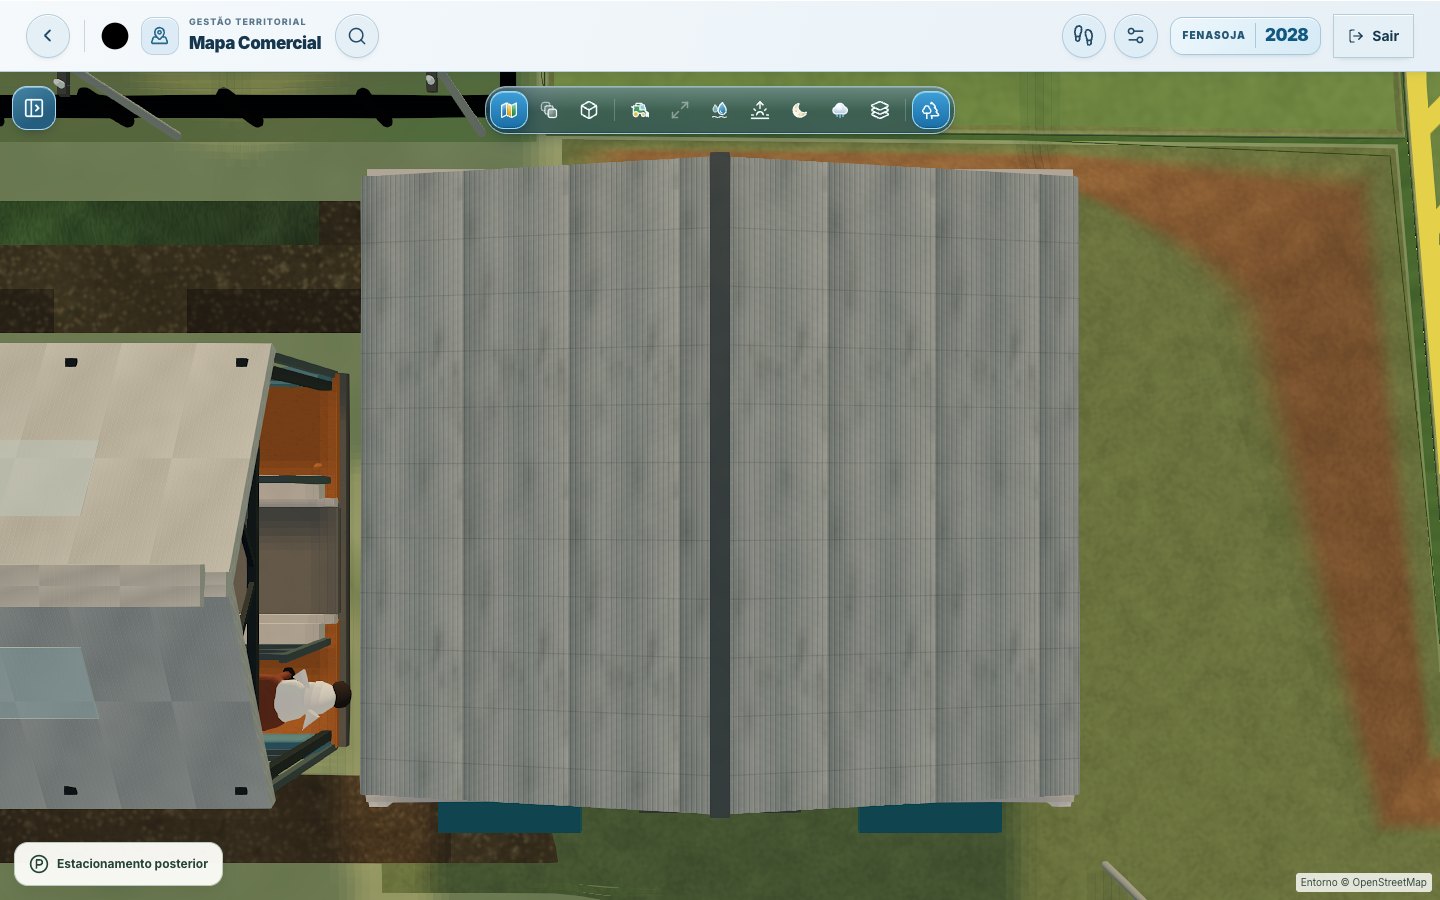 GESTÃO TERRITORIAL
Mapa Comercial
FENASOJA 2028
Sair
Estacionamento posterior
Entorno © OpenStreetMap